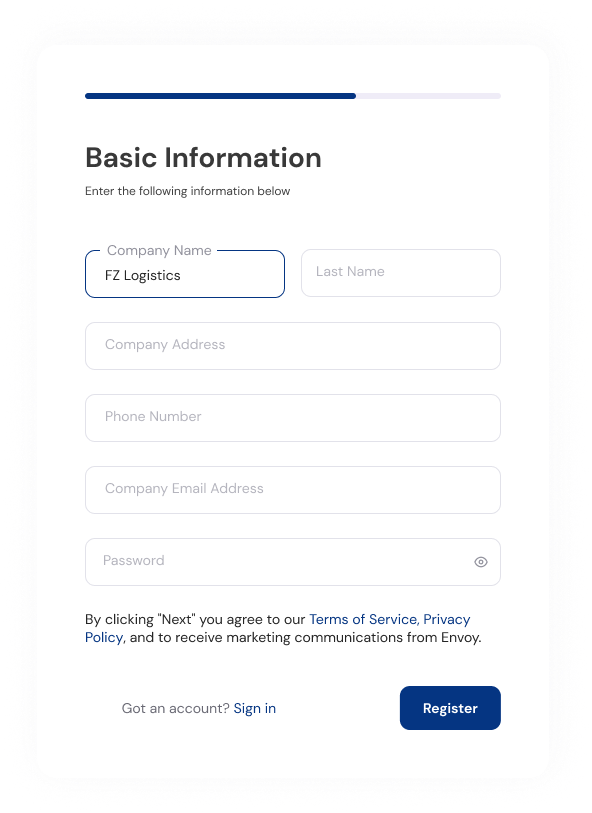 Basic Information
Enter the following information below
Company Name
FZ Logistics
Last Name
Company Address
Phone Number
Company Email Address
Password
By clicking "Next" you agree to our Terms of Service, Privacy
Policy, and to receive marketing communications from Envoy.
Got an account? Sign in
Register